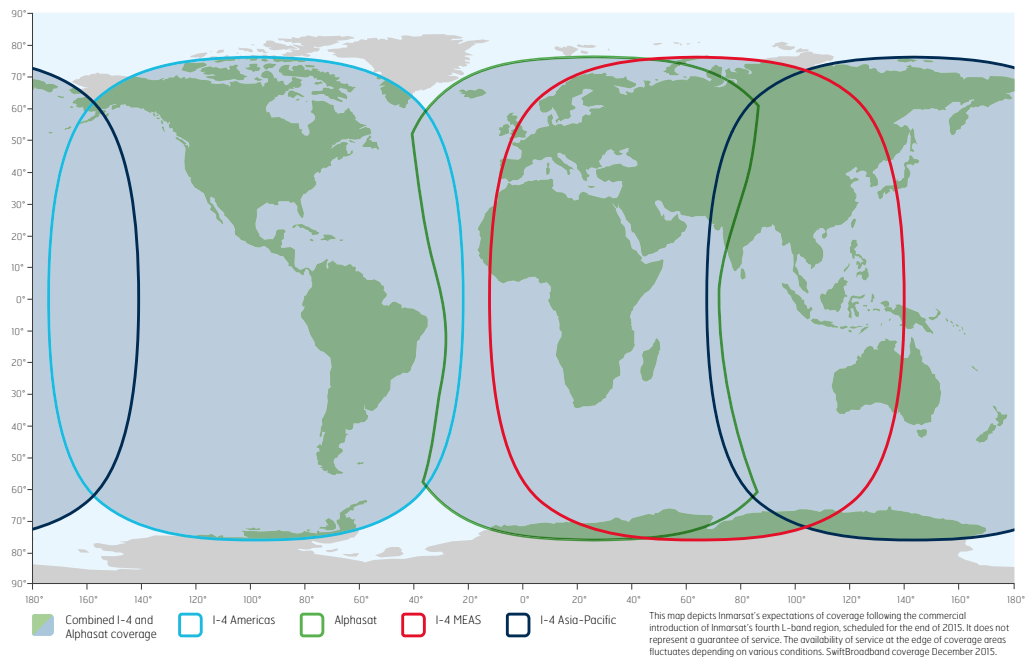 90°
80°
70°
60°
50°
40°
30°
20°
10°
0°
10°
20°
30°
40°
50°
60°
70°
80°
90°
180° 160° 140° 120° 100° 80° 60° 40° 20° 0° 20° 40° 60° 80° 100° 120° 140° 160° 180°
Combined I-4 and
Alphasat coverage
I-4 Americas
Alphasat
I-4 MEAS
I-4 Asia-Pacific
This map depicts Inmarsat's expectations of coverage following the commercial
introduction of Inmarsat's fourth L-band region, scheduled for the end of 2015. It does not
represent a guarantee of service. The availability of service at the edge of coverage areas
fluctuates depending on various conditions. SwiftBroadband coverage December 2015.